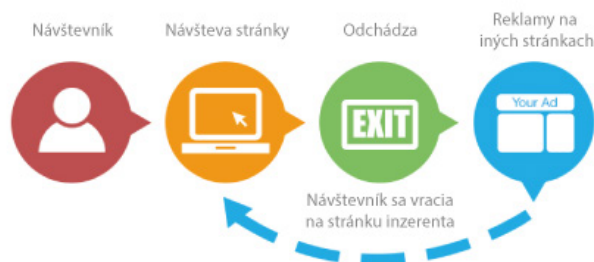 Návštevník
Návšteva stránky
Odchádza
Reklamy na
iných stránkach
EXIT
Your Ad
Návštevník sa vracia
na stránku inzerenta